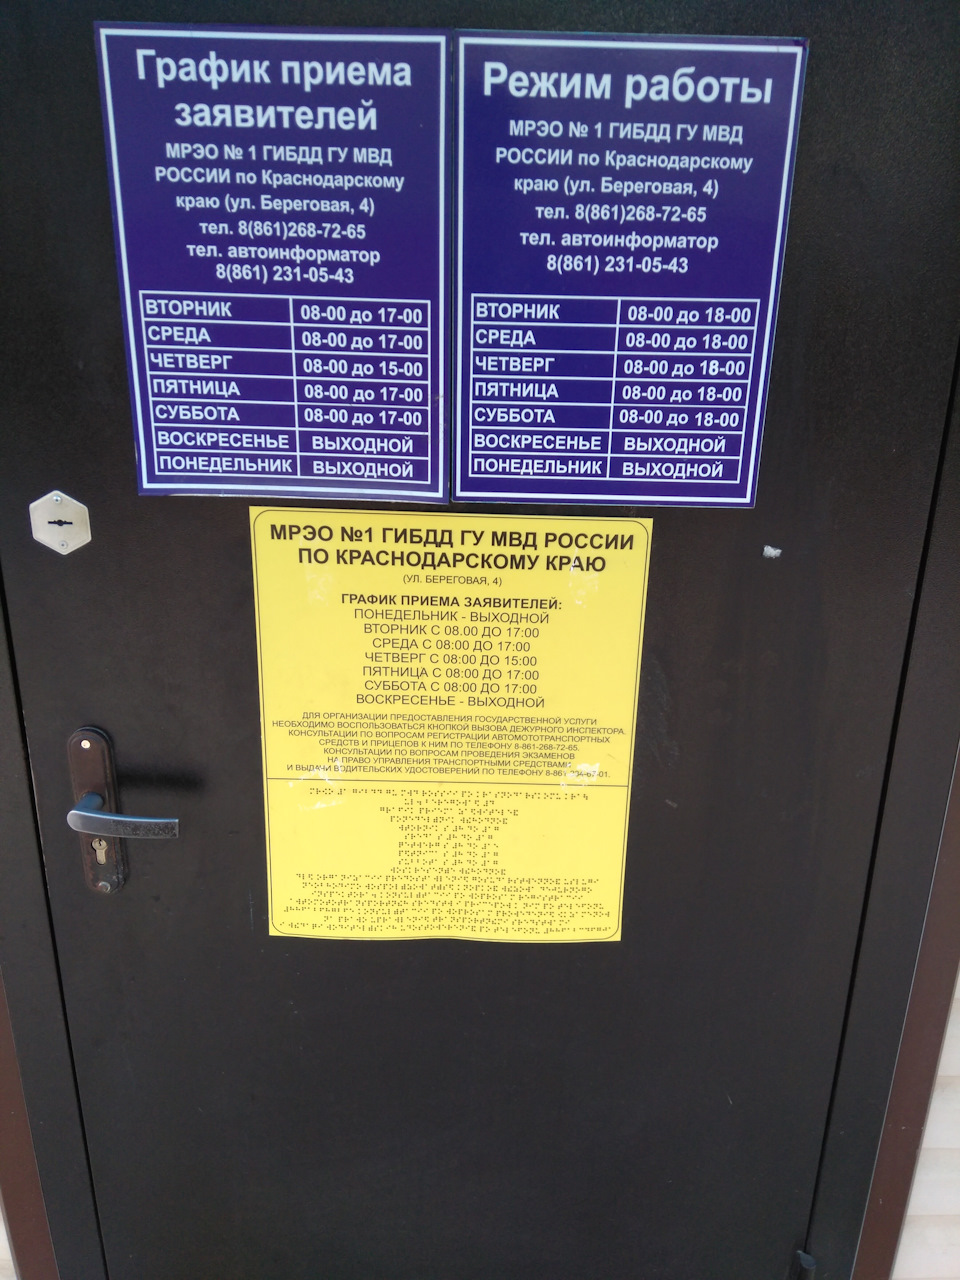 График приема
заявителей
МРЭО № 1 ГИБДД ГУ МВД
РОССИИ по Краснодарскому
краю (ул. Береговая, 4)
тел. 8(861)268-72-65
тел. автоинформатор
8(861) 231-05-43
ВТОРНИК 08-00 до 17-00
СРЕДА 08-00 до 17-00
ЧЕТВЕРГ 08-00 до 15-00
ПЯТНИЦА 08-00 до 17-00
СУББОТА 08-00 до 17-00
ВОСКРЕСЕНЬЕ ВЫХОДНОЙ
ПОНЕДЕЛЬНИК ВЫХОДНОЙ
Режим работы
МРЭО № 1 ГИБДД ГУ МВД
РОССИИ по Краснодарскому
краю (ул. Береговая, 4)
тел. 8(861)268-72-65
тел. автоинформатор
8(861) 231-05-43
ВТОРНИК 08-00 до 18-00
СРЕДА 08-00 до 18-00
ЧЕТВЕРГ 08-00 до 18-00
ПЯТНИЦА 08-00 до 18-00
СУББОТА 08-00 до 18-00
ВОСКРЕСЕНЬЕ ВЫХОДНОЙ
ПОНЕДЕЛЬНИК ВЫХОДНОЙ
МРЭО №1 ГИБДД ГУ МВД РОССИИ
ПО КРАСНОДАРСКОМУ КРАЮ
(УЛ. БЕРЕГОВАЯ, 4)
ГРАФИК ПРИЕМА ЗАЯВИТЕЛЕЙ:
ПОНЕДЕЛЬНИК - ВЫХОДНОЙ
ВТОРНИК С 08.00 ДО 17:00
СРЕДА С 08:00 ДО 17:00
ЧЕТВЕРГ С 08:00 ДО 15:00
ПЯТНИЦА С 08:00 ДО 17:00
СУББОТА С 08:00 ДО 17:00
ВОСКРЕСЕНЬЕ - ВЫХОДНОЙ
ДЛЯ ОРГАНИЗАЦИИ ПРЕДОСТАВЛЕНИЯ ГОСУДАРСТВЕННОЙ УСЛУГИ
НЕОБХОДИМО ВОСПОЛЬЗОВАТЬСЯ КНОПКОЙ ВЫЗОВА ДЕЖУРНОГО ИНСПЕКТОРА.
КОНСУЛЬТАЦИИ ПО ВОПРОСАМ РЕГИСТРАЦИИ АВТОМОТОТРАНСПОРТНЫХ
СРЕДСТВ И ПРИЦЕПОВ К НИМ ПО ТЕЛЕФОНУ 8-861-268-72-65.
КОНСУЛЬТАЦИИ ПО ВОПРОСАМ ПРОВЕДЕНИЯ ЭКЗАМЕНОВ
НА ПРАВО УПРАВЛЕНИЯ ТРАНСПОРТНЫМИ СРЕДСТВАМИ
И ВЫДАЧИ ВОДИТЕЛЬСКИХ УДОСТОВЕРЕНИЙ ПО ТЕЛЕФОНУ